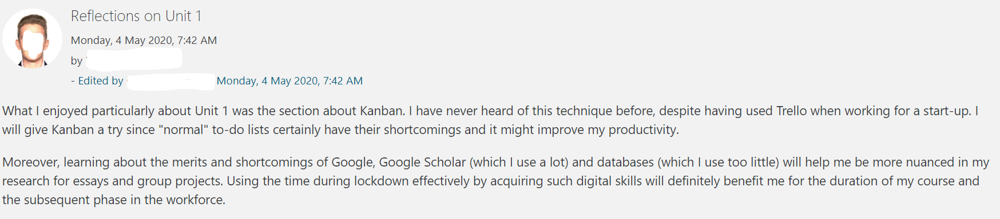 Reflections on Unit 1
Monday, 4 May 2020, 7:42 AM
by
- Edited by Monday, 4 May 2020, 7:42 AM
What I enjoyed particularly about Unit 1 was the section about Kanban. I have never heard of this technique before, despite having used Trello when working for a start-up. I
will give Kanban a try since "normal" to-do lists certainly have their shortcomings and it might improve my productivity.
Moreover, learning about the merits and shortcomings of Google, Google Scholar (which I use a lot) and databases (which I use too little) will help me be more nuanced in my
research for essays and group projects. Using the time during lockdown effectively by acquiring such digital skills will definitely benefit me for the duration of my course and
the subsequent phase in the workforce.